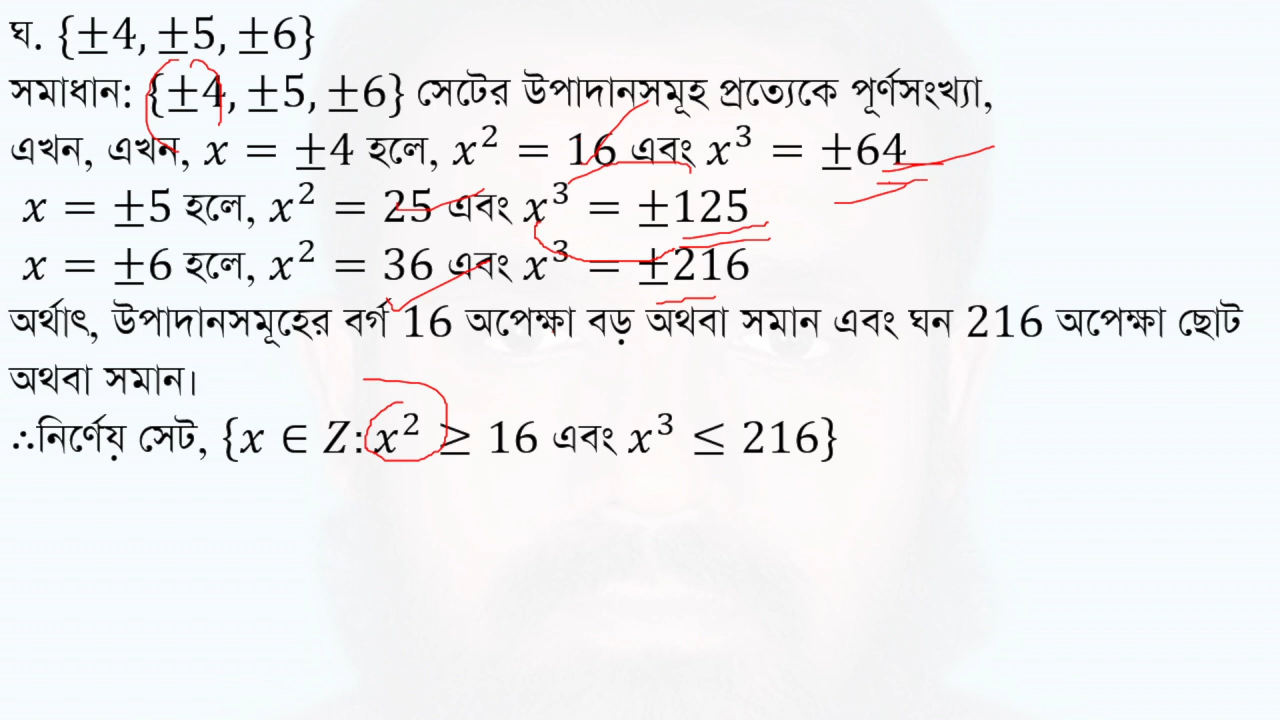 ঘ. {±4, ±5, ±6}
সমাধান: {±4, ±5, ±6} সেটের উপাদানসমূহ প্রত্যেকে পূর্ণসংখ্যা,
এখন, এখন, x = ±4 হলে, x² = 16 এবং x³ = ±64
x = ±5 হলে, x² = 25 এবং x³ = ±125
x = ±6 হলে, x² = 36 এবং x³ = ±216
অর্থাৎ, উপাদানসমূহের বর্গ 16 অপেক্ষা বড় অথবা সমান এবং ঘন 216 অপেক্ষা ছোট
অথবা সমান।
∴নির্ণেয় সেট, {x ∈ Z: x² ≥ 16 এবং x³ ≤ 216}